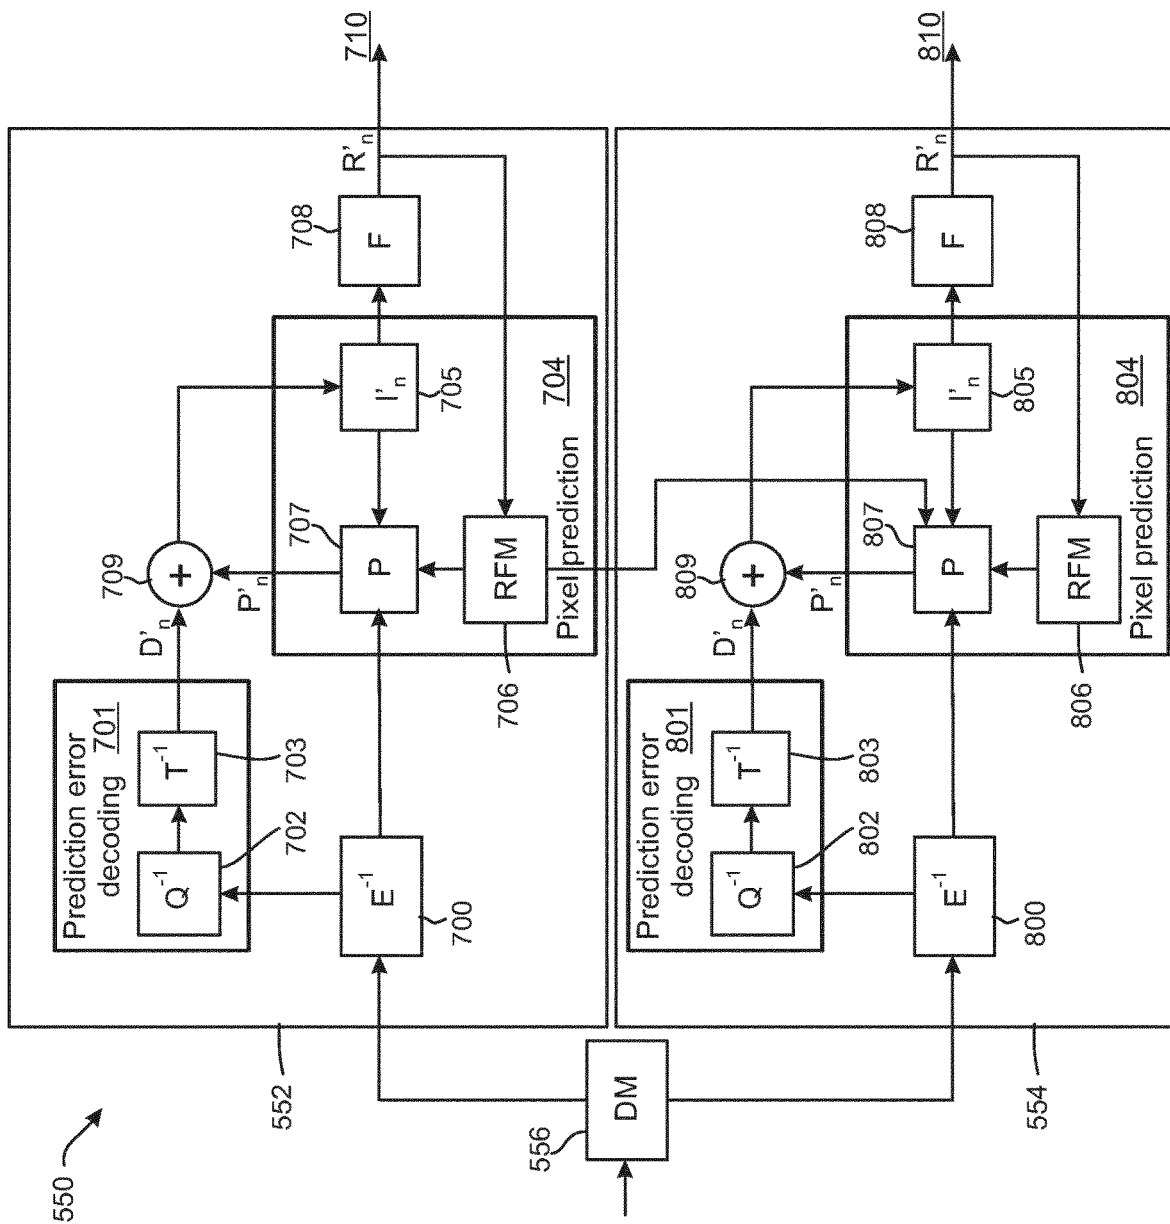 550
552
Prediction error
decoding 701
Q⁻¹
702
T⁻¹
703
D'ₙ
709
+
P'ₙ
E⁻¹
700
707
P
706
RFM
I'ₙ
705
704
Pixel prediction
708
F
R'ₙ
710
556
DM
554
Prediction error
decoding 801
Q⁻¹
802
T⁻¹
803
D'ₙ
809
+
P'ₙ
E⁻¹
800
807
P
806
RFM
I'ₙ
805
804
Pixel prediction
808
F
R'ₙ
810